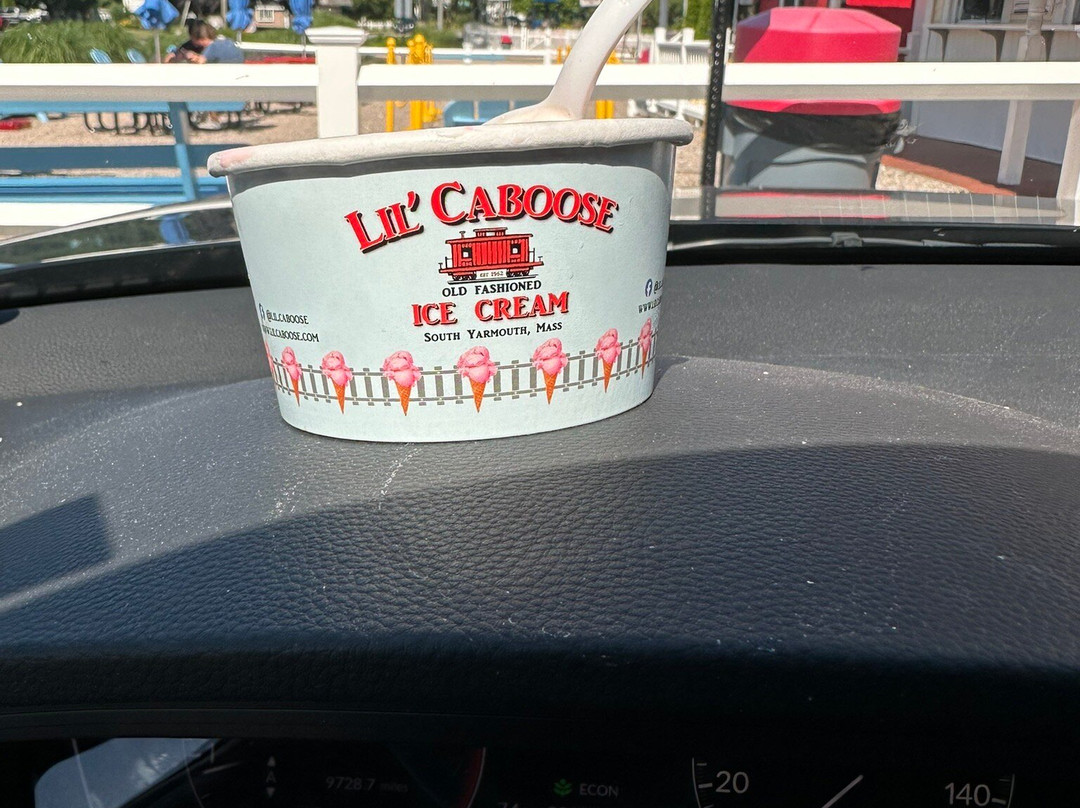 LIL' CABOOSE
EST 1962
OLD FASHIONED
ICE CREAM
SOUTH YARMOUTH, MASS
@LILCABOOSE
WWW.LILCABOOSE.COM
9728.7 miles
ECON
20
140